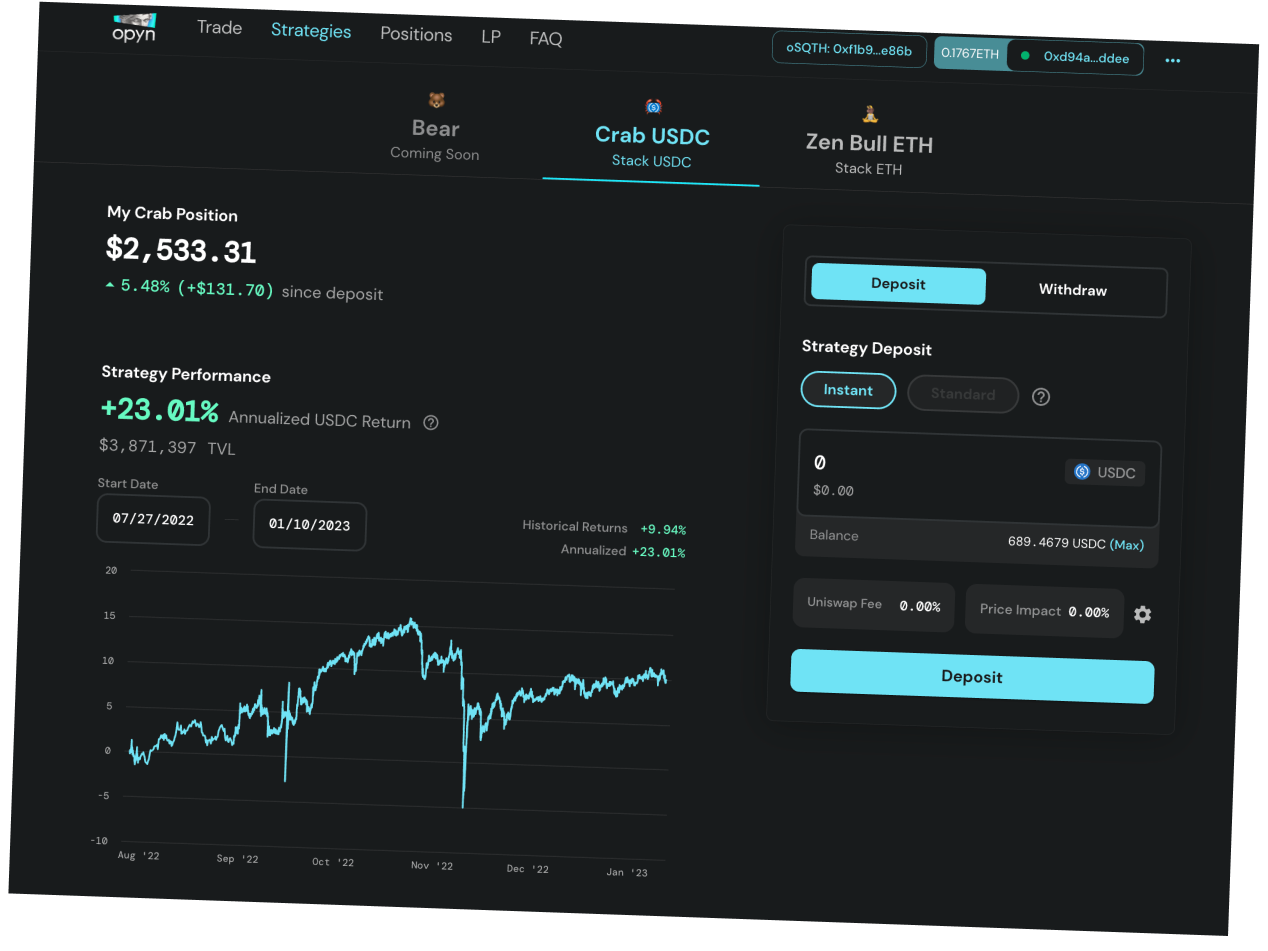 opyn
Trade
Strategies
Positions
LP
FAQ
oSQTH: 0xf1b9...e86b
0.1767ETH
0xd94a...ddee
•••
Bear
Coming Soon
Crab USDC
Stack USDC
Zen Bull ETH
Stack ETH
My Crab Position
$2,533.31
5.48% (+$131.70) since deposit
Strategy Performance
+23.01% Annualized USDC Return ?
$3,871,397 TVL
Start Date
07/27/2022
End Date
01/10/2023
Historical Returns +9.94%
Annualized +23.01%
20
15
10
5
0
-5
-10
Aug '22
Sep '22
Oct '22
Nov '22
Dec '22
Jan '23
Deposit
Withdraw
Strategy Deposit
Instant
Standard
?
0
USDC
$0.00
Balance
689.4679 USDC (Max)
Uniswap Fee 0.00%
Price Impact 0.00%
Deposit